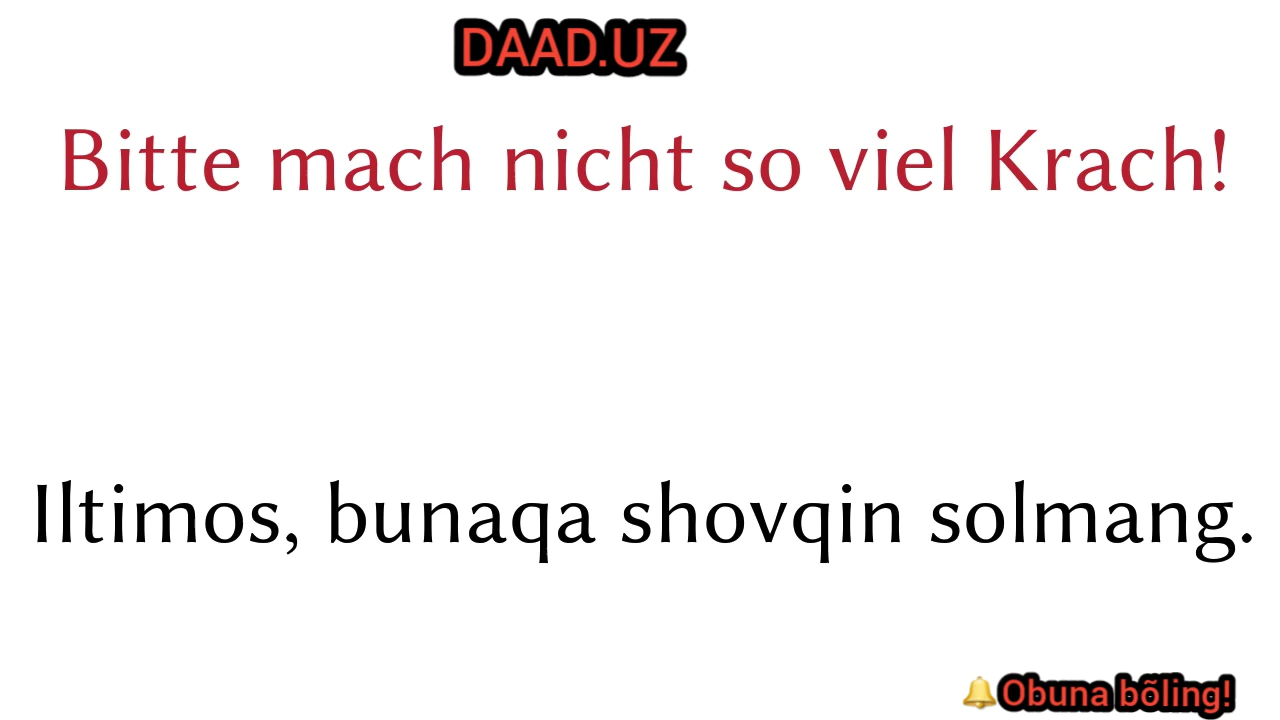 DAAD.UZ
Bitte mach nicht so viel Krach!
Iltimos, bunaqa shovqin solmang.
🔔Obuna bõling!